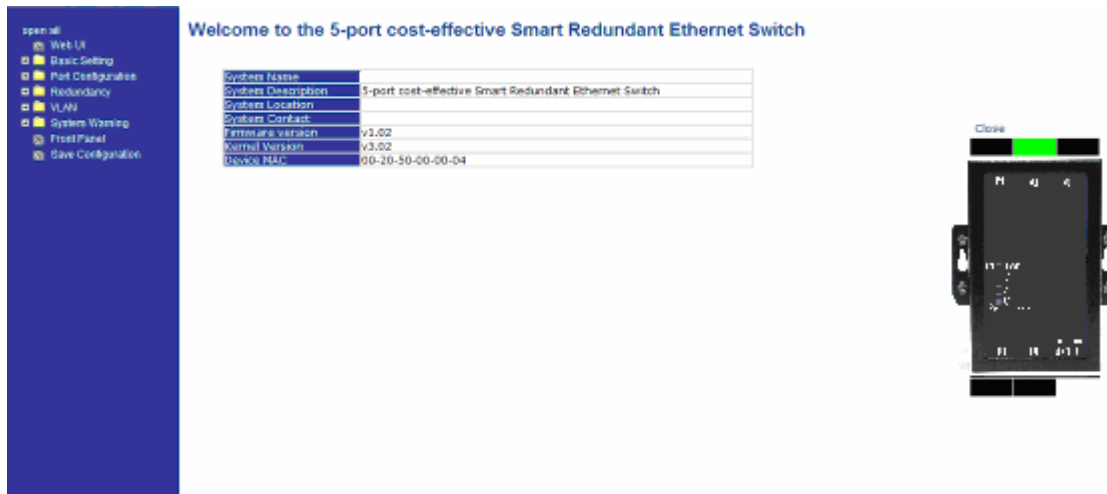 open all
Web UI
Basic Setting
Port Configuration
Redundancy
VLAN
System Warning
Front Panel
Save Configuration
Welcome to the 5-port cost-effective Smart Redundant Ethernet Switch
System Name
System Description 5-port cost-effective Smart Redundant Ethernet Switch
System Location
System Contact
Firmware version v1.02
Kernel Version v3.02
Device MAC 00-20-50-00-00-04
Close